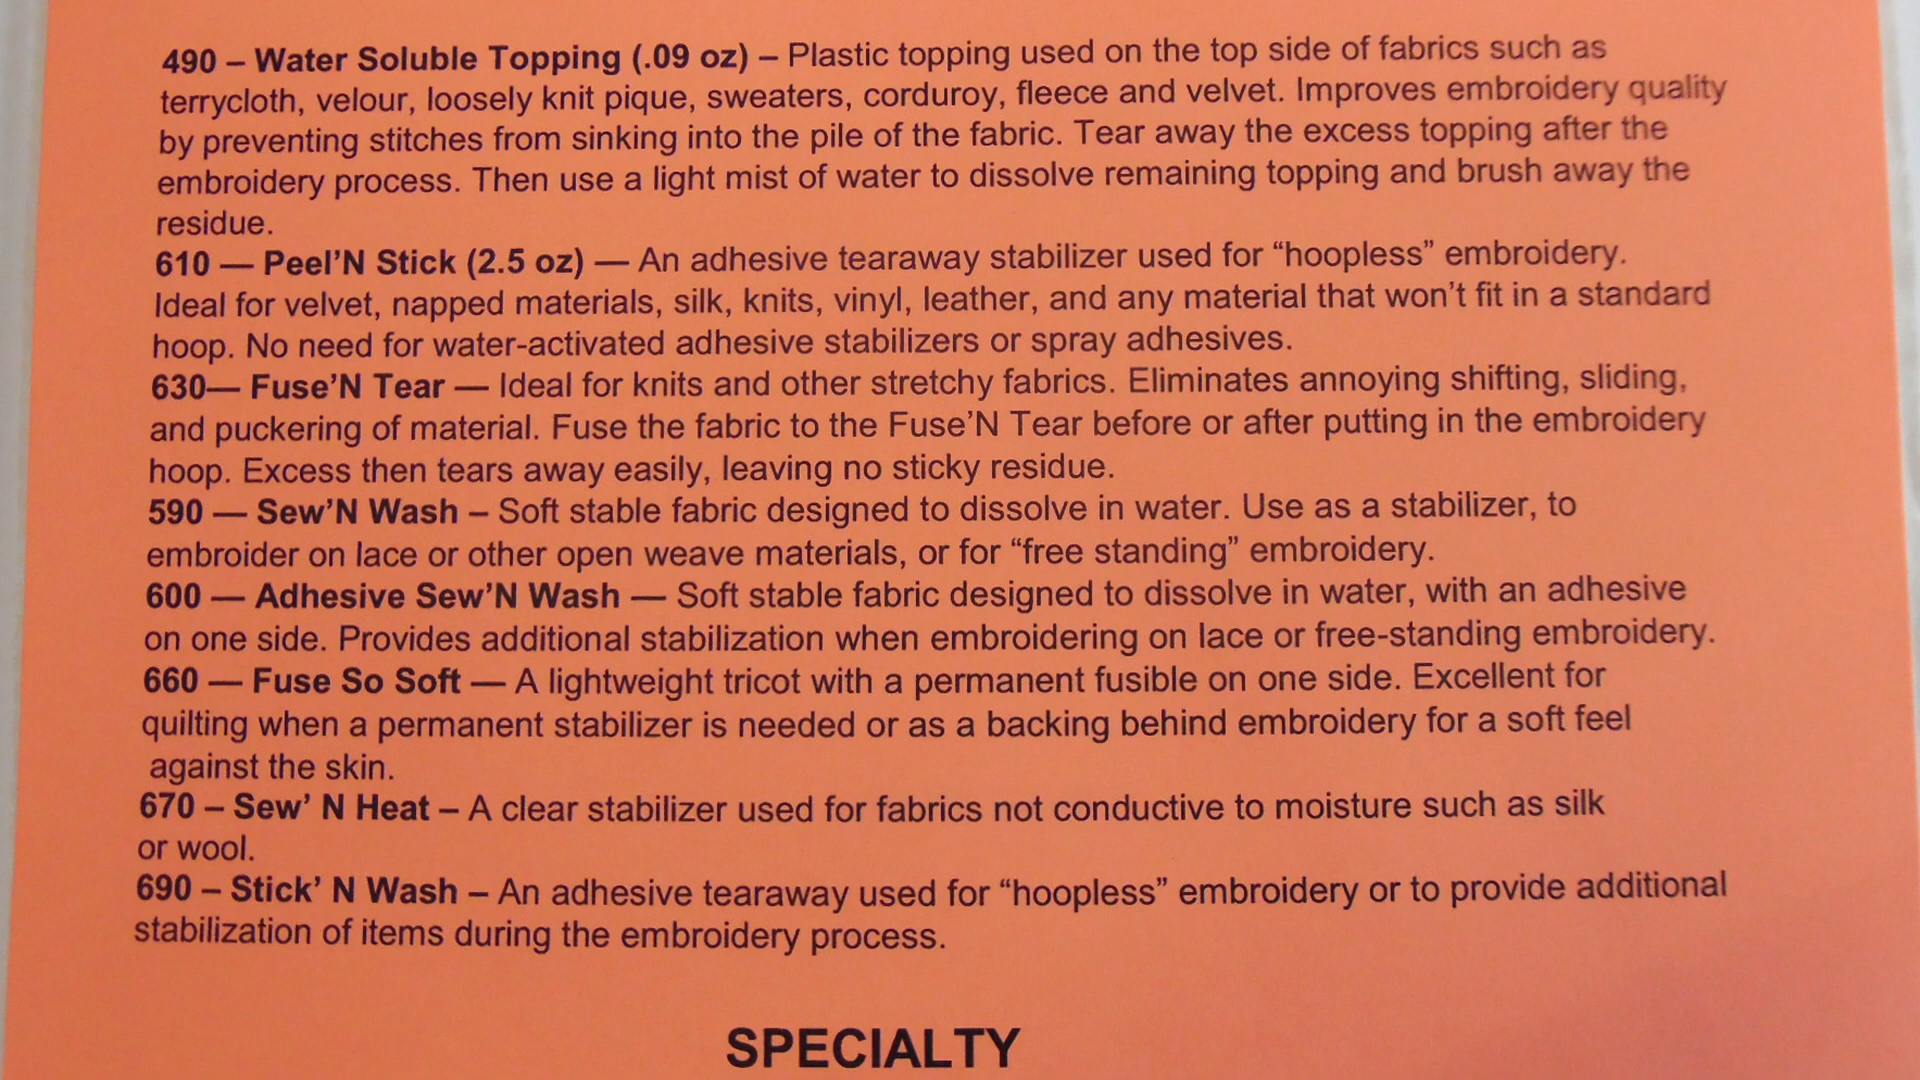 490 – Water Soluble Topping (.09 oz) – Plastic topping used on the top side of fabrics such as
terrycloth, velour, loosely knit pique, sweaters, corduroy, fleece and velvet. Improves embroidery quality
by preventing stitches from sinking into the pile of the fabric. Tear away the excess topping after the
embroidery process. Then use a light mist of water to dissolve remaining topping and brush away the
residue.
610 — Peel’N Stick (2.5 oz) — An adhesive tearaway stabilizer used for “hoopless” embroidery.
Ideal for velvet, napped materials, silk, knits, vinyl, leather, and any material that won’t fit in a standard
hoop. No need for water-activated adhesive stabilizers or spray adhesives.
630— Fuse’N Tear — Ideal for knits and other stretchy fabrics. Eliminates annoying shifting, sliding,
and puckering of material. Fuse the fabric to the Fuse’N Tear before or after putting in the embroidery
hoop. Excess then tears away easily, leaving no sticky residue.
590 — Sew’N Wash – Soft stable fabric designed to dissolve in water. Use as a stabilizer, to
embroider on lace or other open weave materials, or for “free standing” embroidery.
600 — Adhesive Sew’N Wash — Soft stable fabric designed to dissolve in water, with an adhesive
on one side. Provides additional stabilization when embroidering on lace or free-standing embroidery.
660 — Fuse So Soft — A lightweight tricot with a permanent fusible on one side. Excellent for
quilting when a permanent stabilizer is needed or as a backing behind embroidery for a soft feel
against the skin.
670 – Sew’ N Heat – A clear stabilizer used for fabrics not conductive to moisture such as silk
or wool.
690 – Stick’ N Wash – An adhesive tearaway used for “hoopless” embroidery or to provide additional
stabilization of items during the embroidery process.
SPECIALTY